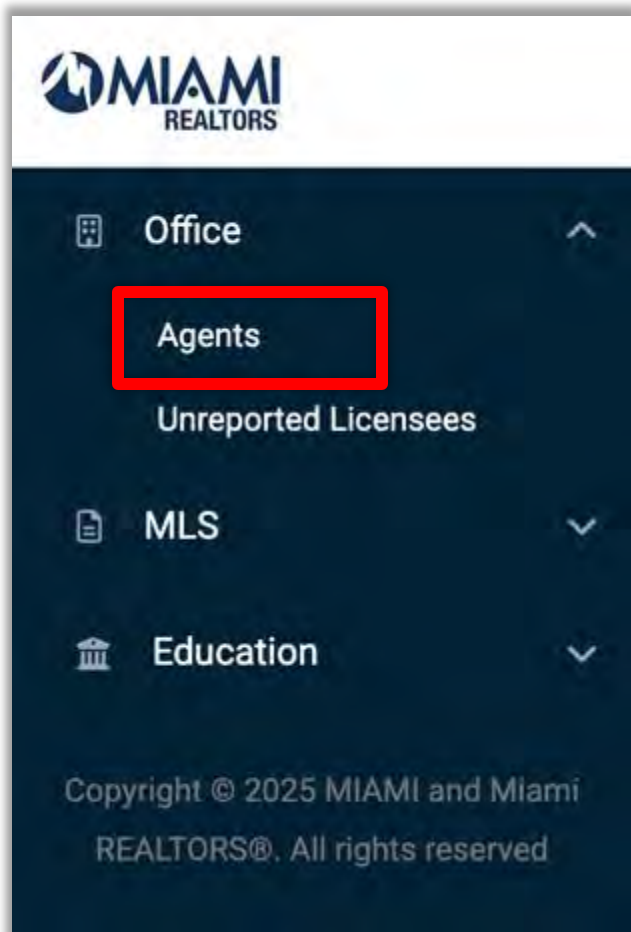 MIAMI
REALTORS
Office
Agents
Unreported Licensees
MLS
Education
Copyright © 2025 MIAMI and Miami
REALTORS®. All rights reserved